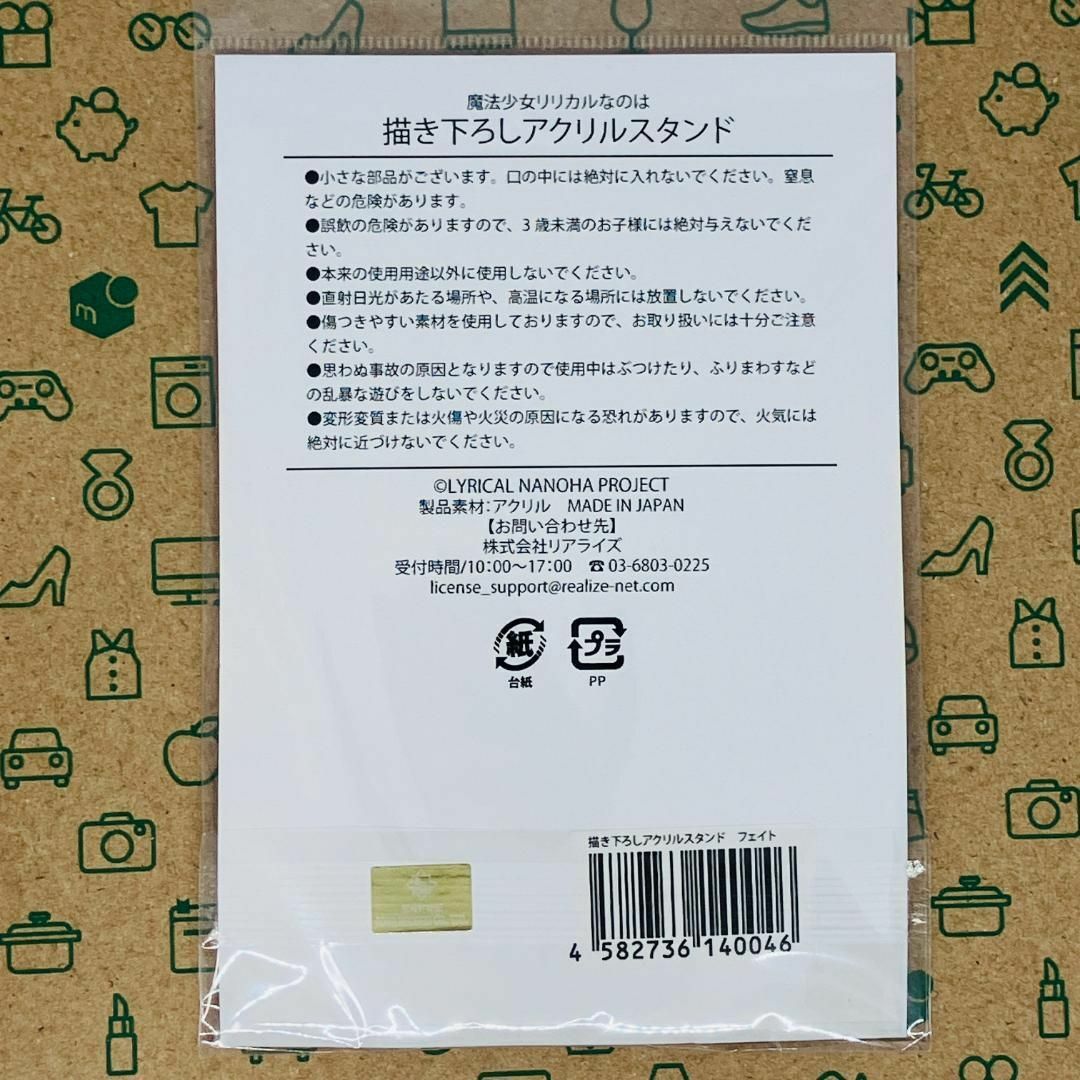 魔法少女リリカルなのは
描き下ろしアクリルスタンド
●小さな部品がございます。口の中には絶対に入れないでください。窒息
などの危険があります。
●誤飲の危険がありますので、3歳未満のお子様には絶対与えないでくだ
さい。
●本来の使用用途以外に使用しないでください。
●直射日光があたる場所や、高温になる場所には放置しないでください。
●傷つきやすい素材を使用しておりますので、お取り扱いには十分ご注意
ください。
●思わぬ事故の原因となりますので使用中はぶつけたり、ふりまわすなど
の乱暴な遊びをしないでください。
●変形変質または火傷や火災の原因になる恐れがありますので、火気には
絶対に近づけないでください。
©LYRICAL NANOHA PROJECT
製品素材:アクリル MADE IN JAPAN
【お問い合わせ先】
株式会社リアライズ
受付時間/10:00〜17:00 ☎03-6803-0225
license_support@realize-net.com
紙 プラ
台紙 PP
描き下ろしアクリルスタンド フェイト
4 582736 140046
m